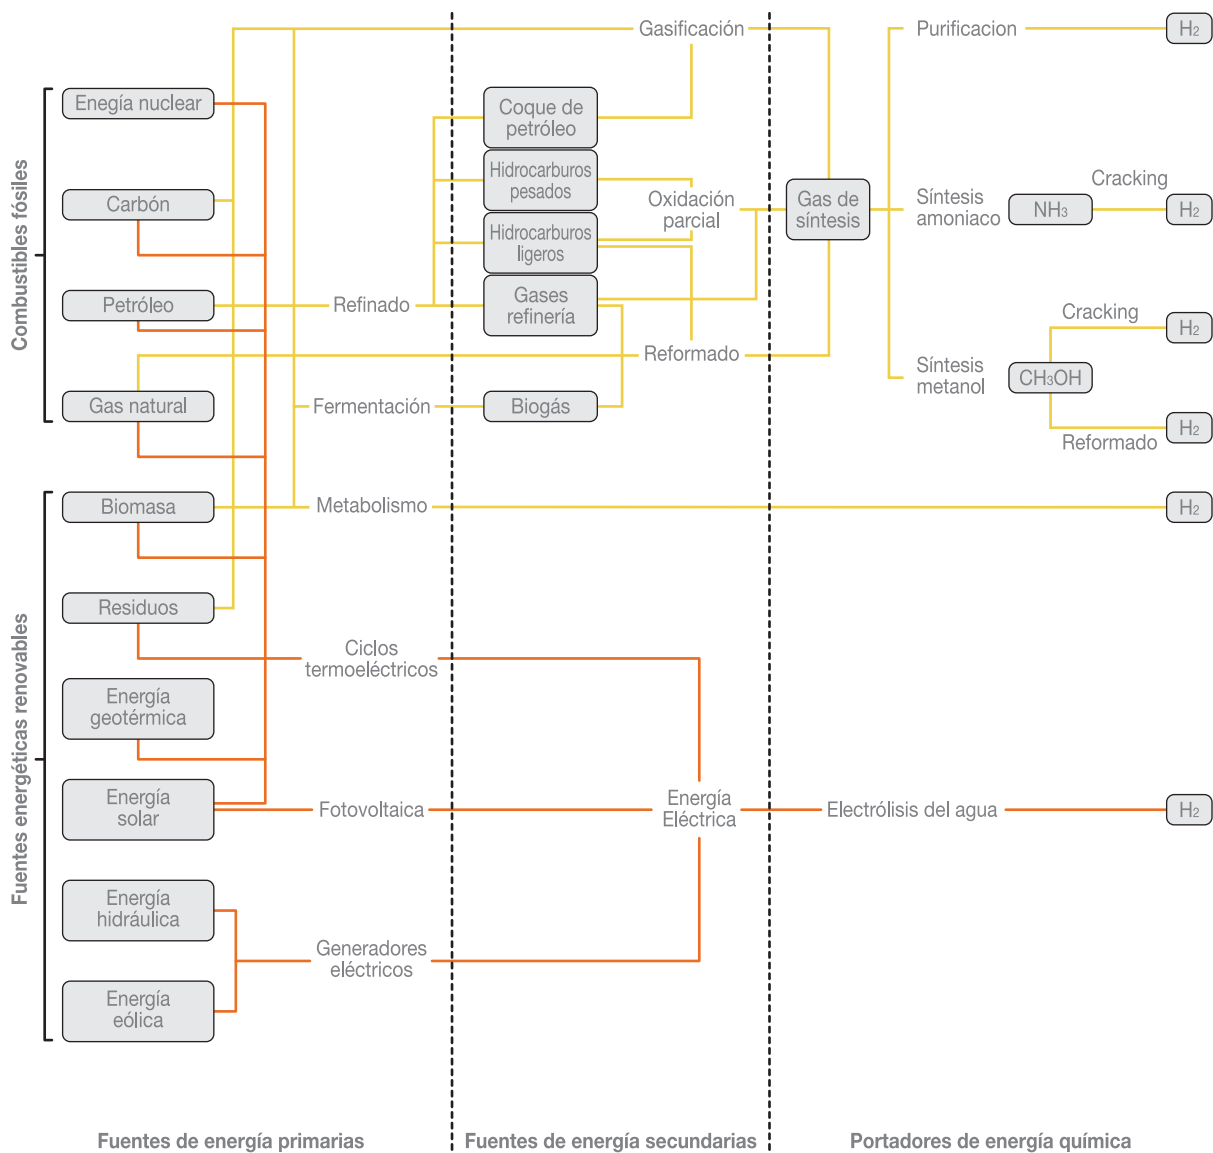 Gasificación
Purificacion
H2
Enegía nuclear
Coque de
petróleo
Combustibles fósiles
Carbón
Hidrocarburos
pesados
Oxidación
parcial
Gas de
síntesis
Síntesis
amoniaco
NH3
Cracking
H2
Hidrocarburos
ligeros
Petróleo
Refinado
Gases
refinería
Cracking
H2
Reformado
Síntesis
metanol
CH3OH
Gas natural
Fermentación
Biogás
Reformado
H2
Biomasa
Metabolismo
H2
Fuentes energéticas renovables
Residuos
Ciclos
termoeléctricos
Energía
geotérmica
Energía
solar
Fotovoltaica
Energía
Eléctrica
Electrólisis del agua
H2
Energía
hidráulica
Generadores
eléctricos
Energía
eólica
Fuentes de energía primarias
Fuentes de energía secundarias
Portadores de energía química